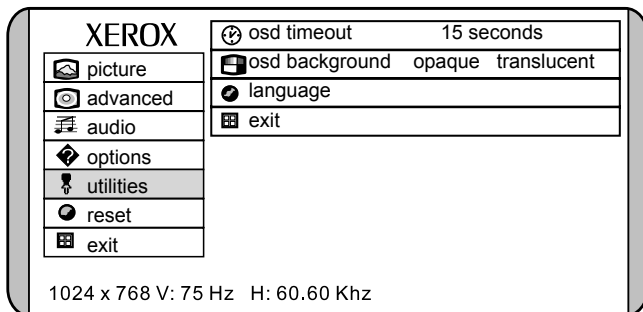 XEROX
picture
advanced
audio
options
utilities
reset
exit
osd timeout 15 seconds
osd background opaque translucent
language
exit
1024 x 768 V: 75 Hz H: 60.60 Khz